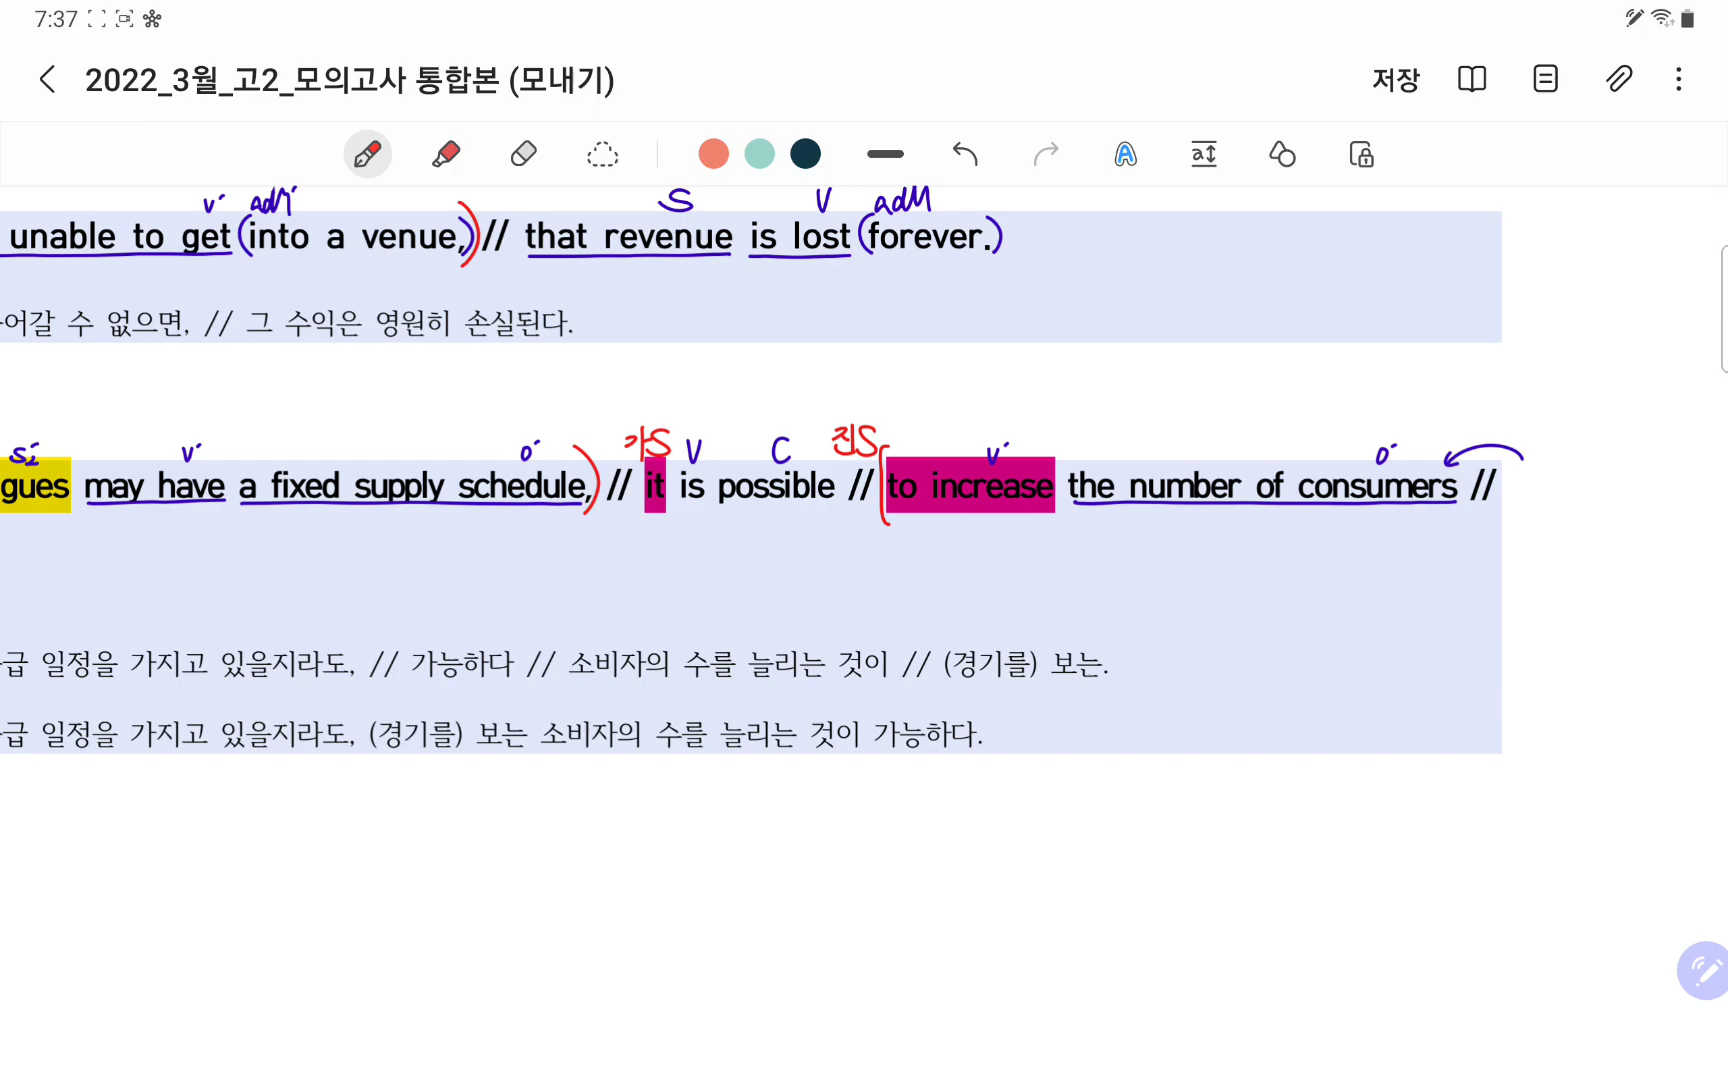 7:37
2022_3월_고2_모의고사 통합본 (모내기)
저장
v' adM' S V adM
unable to get (into a venue,)) // that revenue is lost (forever.)
어갈 수 없으면, // 그 수익은 영원히 손실된다.
s2' v' o' 가S V C 진S v' o'
gues may have a fixed supply schedule,) // it is possible // [to increase the number of consumers //
급 일정을 가지고 있을지라도, // 가능하다 // 소비자의 수를 늘리는 것이 // (경기를) 보는.
급 일정을 가지고 있을지라도, (경기를) 보는 소비자의 수를 늘리는 것이 가능하다.